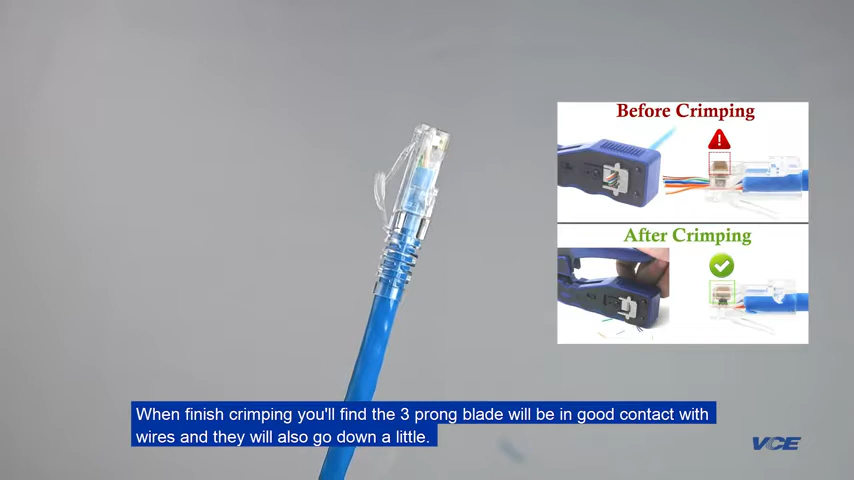 Before Crimping
!
After Crimping
When finish crimping you'll find the 3 prong blade will be in good contact with
wires and they will also go down a little.
VCE